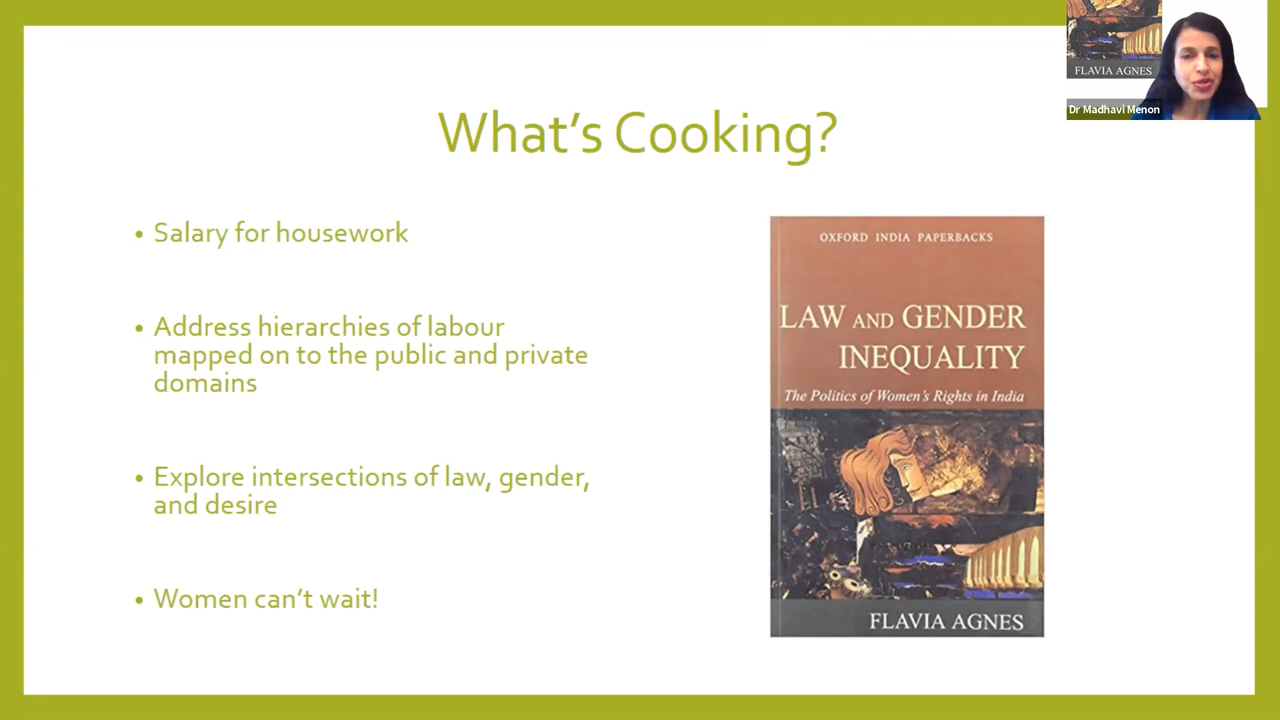 What's Cooking?
• Salary for housework
• Address hierarchies of labour
mapped on to the public and private
domains
• Explore intersections of law, gender,
and desire
• Women can't wait!
OXFORD INDIA PAPERBACKS
LAW AND GENDER
INEQUALITY
The Politics of Women's Rights in India
FLAVIA AGNES
FLAVIA AGNES
Dr Madhavi Menon